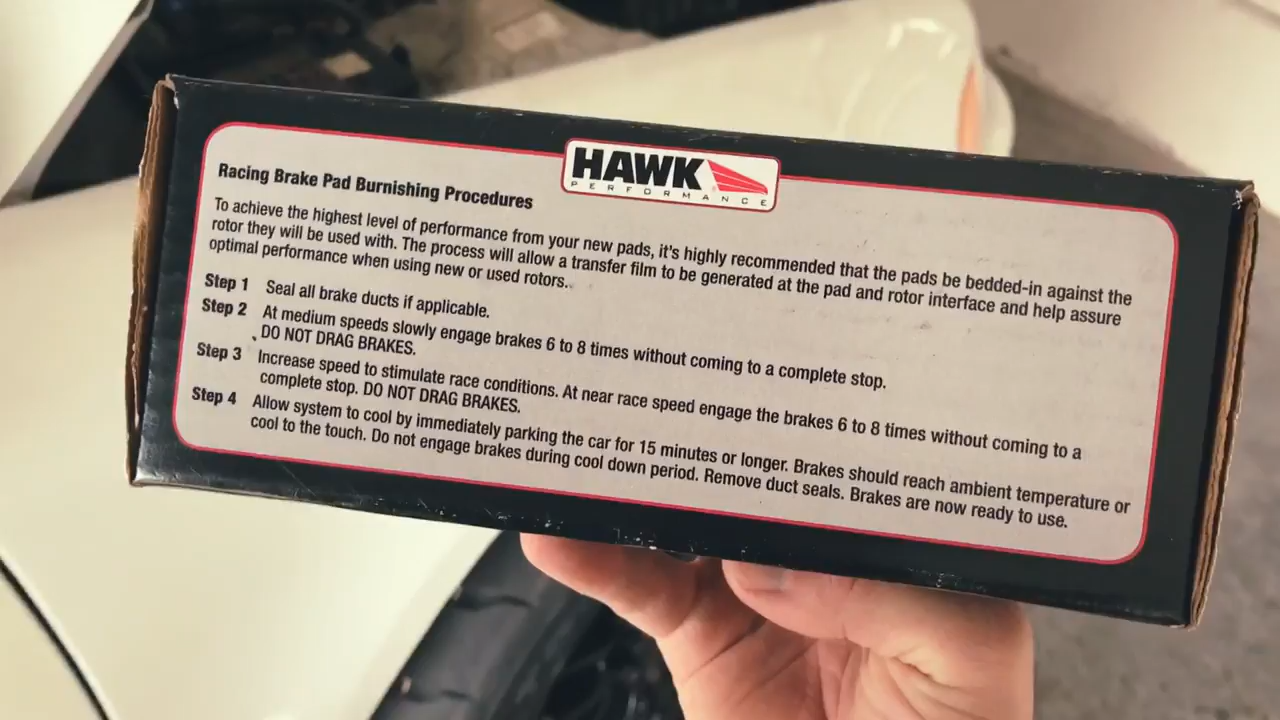 HAWK
PERFORMANCE
Racing Brake Pad Burnishing Procedures
To achieve the highest level of performance from your new pads, it's highly recommended that the pads be bedded-in against the
rotor they will be used with. The process will allow a transfer film to be generated at the pad and rotor interface and help assure
optimal performance when using new or used rotors.
Step 1 Seal all brake ducts if applicable.
Step 2 At medium speeds slowly engage brakes 6 to 8 times without coming to a complete stop.
DO NOT DRAG BRAKES.
Step 3 Increase speed to stimulate race conditions. At near race speed engage the brakes 6 to 8 times without coming to a
complete stop. DO NOT DRAG BRAKES.
Step 4 Allow system to cool by immediately parking the car for 15 minutes or longer. Brakes should reach ambient temperature or
cool to the touch. Do not engage brakes during cool down period. Remove duct seals. Brakes are now ready to use.